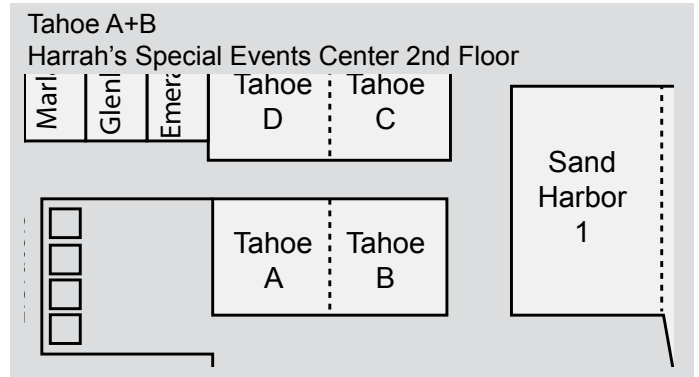 Tahoe A+B
Harrah's Special Events Center 2nd Floor
Tahoe
D
Tahoe
C
Sand
Harbor
1
Tahoe
A
Tahoe
B